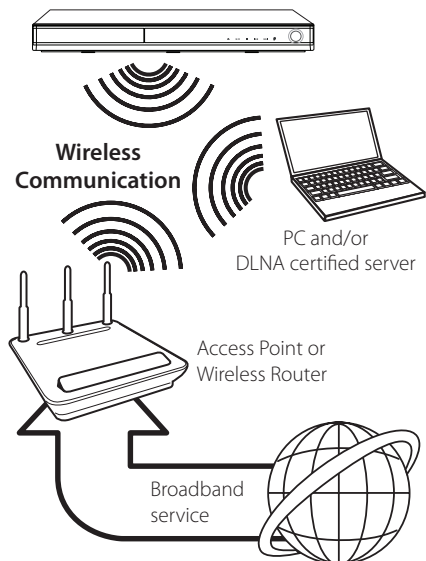 Wireless
Communication
PC and/or
DLNA certified server
Access Point or
Wireless Router
Broadband
service